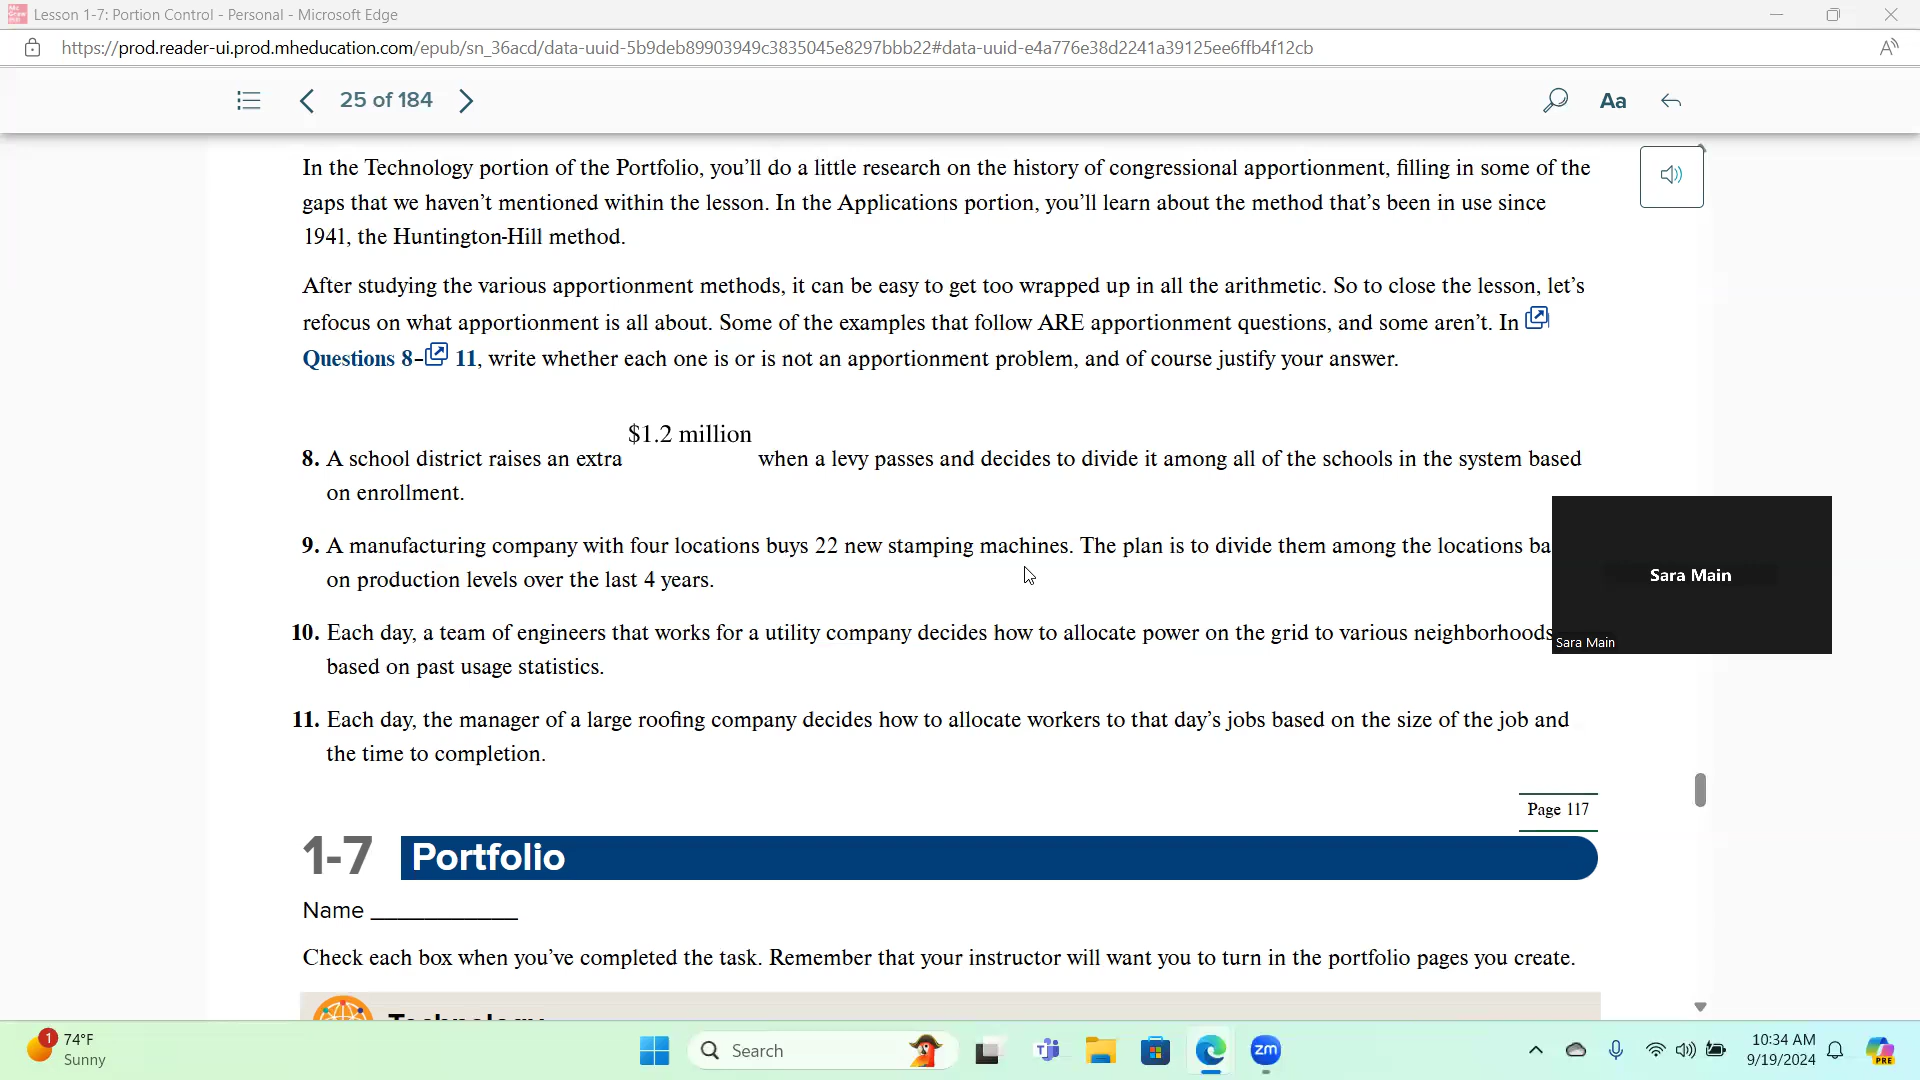 Lesson 1-7: Portion Control - Personal - Microsoft Edge
https://prod.reader-ui.prod.mheducation.com/epub/sn_36acd/data-uuid-5b9deb89903949c3835045e8297bbb22#data-uuid-e4a776e38d2241a39125ee6ffb4f12cb
25 of 184
Aa
In the Technology portion of the Portfolio, you’ll do a little research on the history of congressional apportionment, filling in some of the
gaps that we haven’t mentioned within the lesson. In the Applications portion, you’ll learn about the method that’s been in use since
1941, the Huntington-Hill method.
After studying the various apportionment methods, it can be easy to get too wrapped up in all the arithmetic. So to close the lesson, let’s
refocus on what apportionment is all about. Some of the examples that follow ARE apportionment questions, and some aren’t. In
Questions 8– 11, write whether each one is or is not an apportionment problem, and of course justify your answer.
8. A school district raises an extra $1.2 million when a levy passes and decides to divide it among all of the schools in the system based
on enrollment.
9. A manufacturing company with four locations buys 22 new stamping machines. The plan is to divide them among the locations ba
on production levels over the last 4 years.
Sara Main
10. Each day, a team of engineers that works for a utility company decides how to allocate power on the grid to various neighborhoods
Sara Main
based on past usage statistics.
11. Each day, the manager of a large roofing company decides how to allocate workers to that day’s jobs based on the size of the job and
the time to completion.
Page 117
1-7 Portfolio
Name ____________
Check each box when you’ve completed the task. Remember that your instructor will want you to turn in the portfolio pages you create.
Technology
1
74°F
Sunny
Search
zm
10:34 AM
9/19/2024
PRE